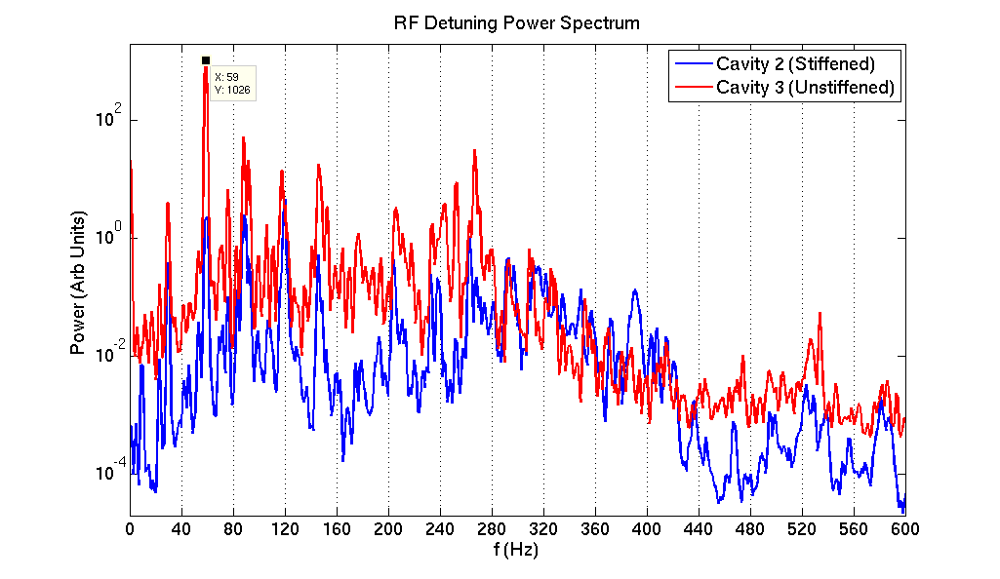 RF Detuning Power Spectrum
X: 59
Y: 1026
Cavity 2 (Stiffened)
Cavity 3 (Unstiffened)
Power (Arb Units)
10^2
10^0
10^-2
10^-4
0 40 80 120 160 200 240 280 320 360 400 440 480 520 560 600
f (Hz)